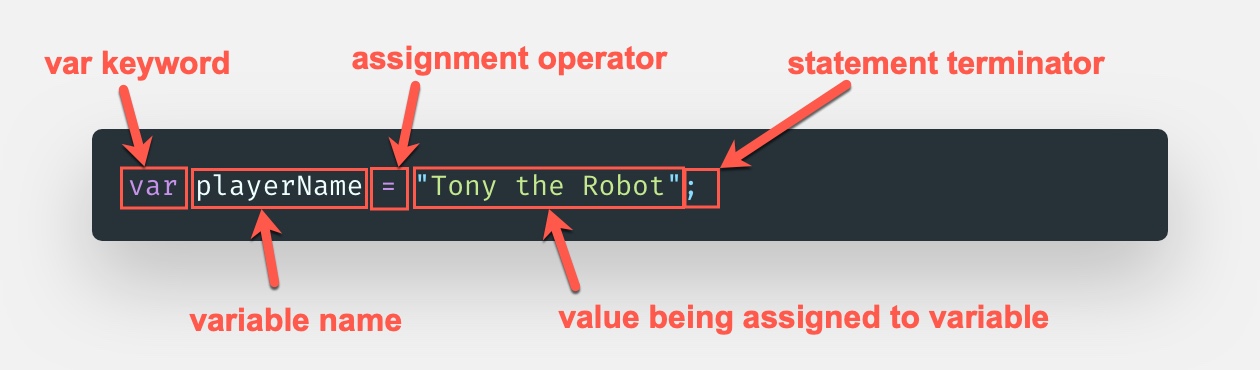 var keyword
assignment operator
statement terminator
var playerName = "Tony the Robot";
variable name
value being assigned to variable